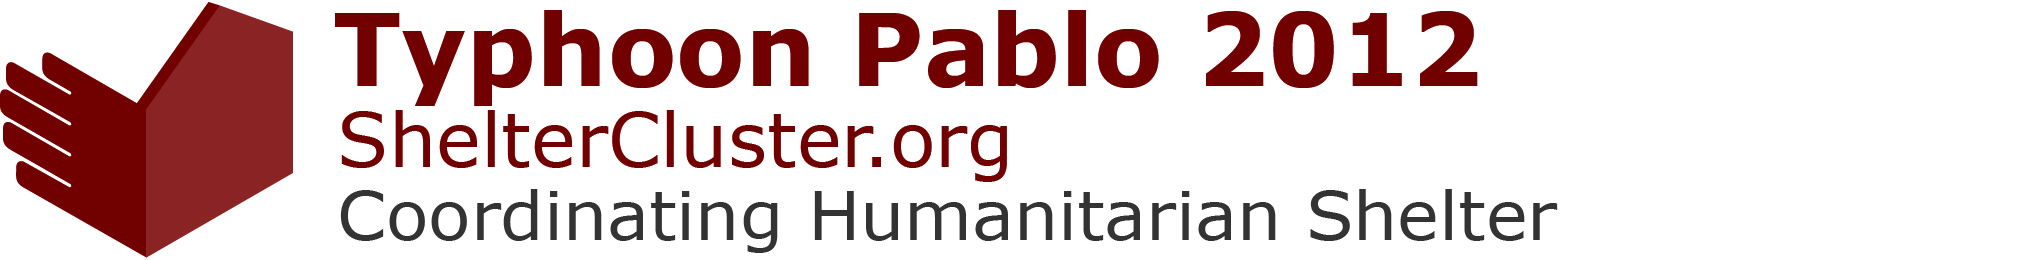 Typhoon Pablo 2012
ShelterCluster.org
Coordinating Humanitarian Shelter